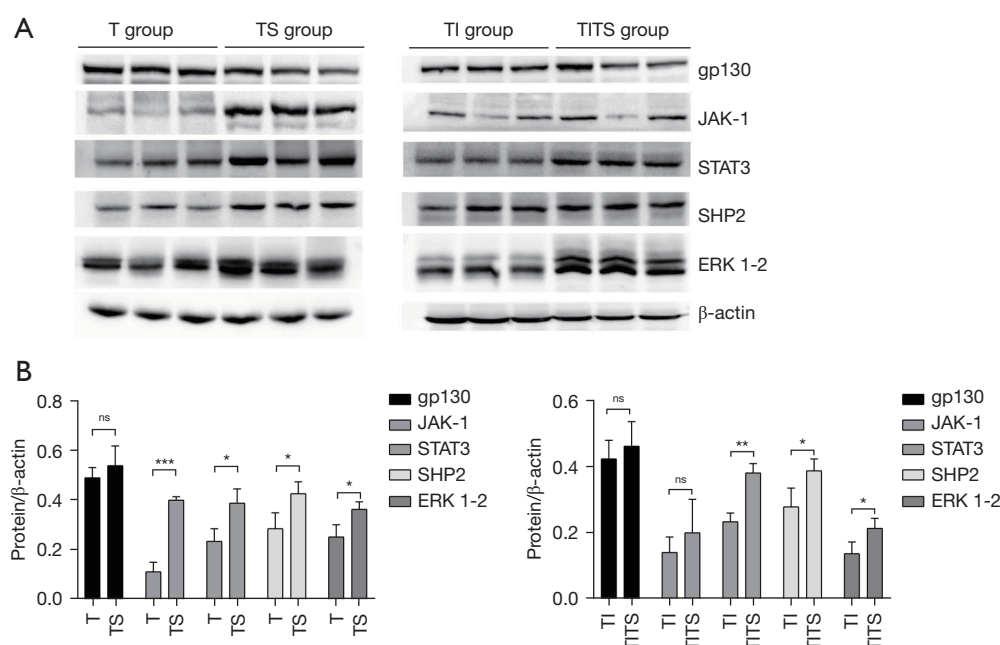 A
T group TS group TI group TITS group
gp130
JAK-1
STAT3
SHP2
ERK 1-2
β-actin
B
0.8
0.6
0.4
0.2
0.0
Protein/β-actin
ns
***
*
*
*
T TS T TS T TS T TS T TS
gp130
JAK-1
STAT3
SHP2
ERK 1-2
0.6
0.4
0.2
0.0
Protein/β-actin
ns
ns
**
*
*
TI TITS TI TITS TI TITS TI TITS TI TITS
gp130
JAK-1
STAT3
SHP2
ERK 1-2